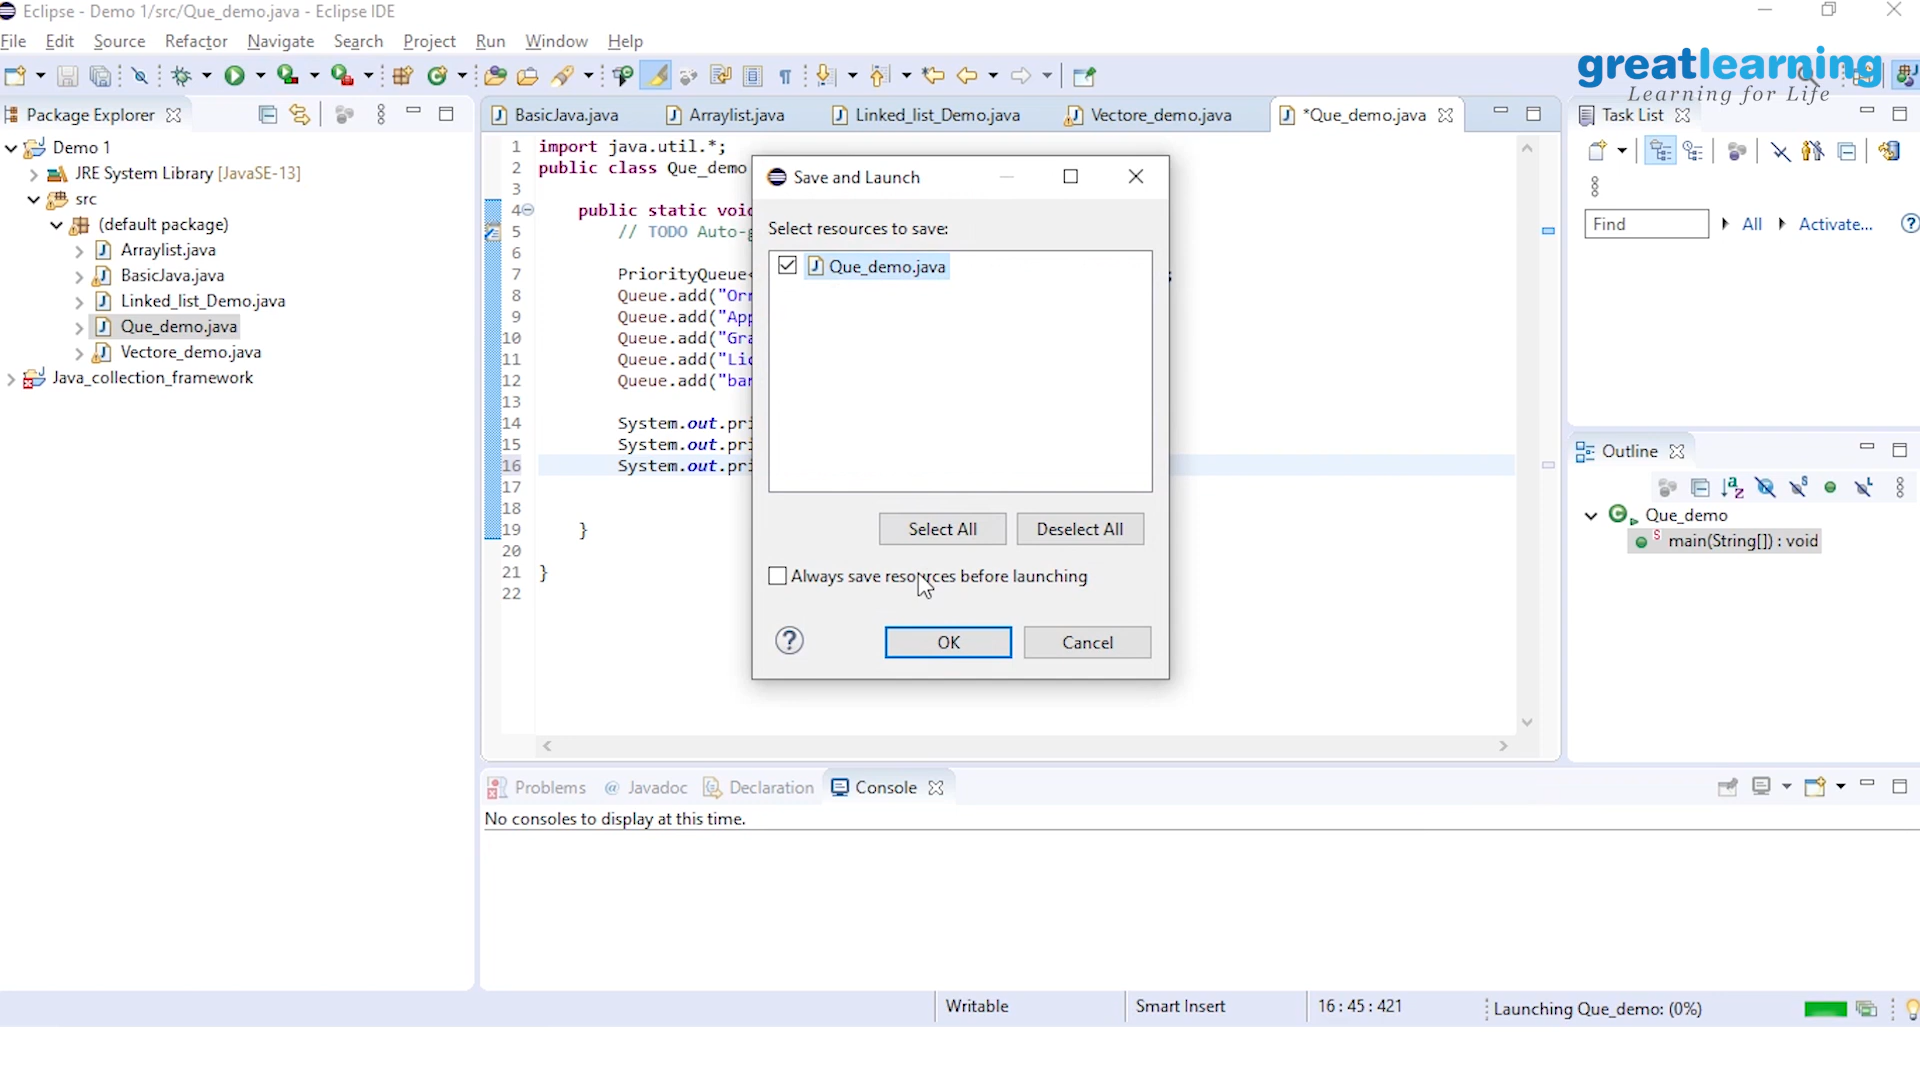 Eclipse - Demo 1/src/Que_demo.java - Eclipse IDE
File Edit Source Refactor Navigate Search Project Run Window Help
greatlearning
Learning for Life
Package Explorer
BasicJava.java Arraylist.java Linked_list_Demo.java Vectore_demo.java *Que_demo.java
Task List
Demo 1
JRE System Library [JavaSE-13]
src
(default package)
Arraylist.java
BasicJava.java
Linked_list_Demo.java
Que_demo.java
Vectore_demo.java
Java_collection_framework
1 import java.util.*;
2 public class Que_demo
3
4 public static void
5 // TODO
6
7 PriorityQueue<
8 Queue.add("Orr
9 Queue.add("App
10 Queue.add("Gra
11 Queue.add("Lic
12 Queue.add("bar
13
14 System.out.pri
15 System.out.pri
16 System.out.pri
17
18
19 }
20
21 }
22
Save and Launch
Select resources to save:
Que_demo.java
Select All Deselect All
Always save resources before launching
? OK Cancel
Find All Activate...
Outline
Que_demo
main(String[]) : void
Problems @ Javadoc Declaration Console
No consoles to display at this time.
Writable Smart Insert 16 : 45 : 421 Launching Que_demo: (0%)